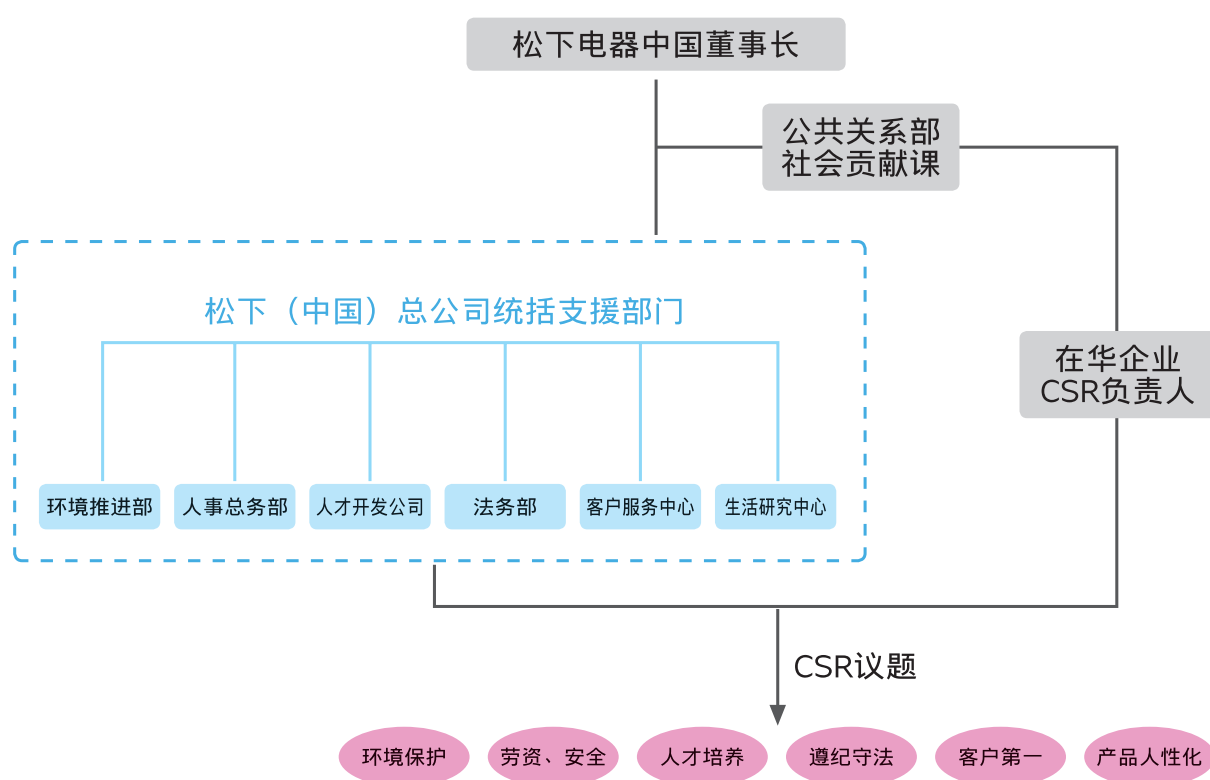 松下电器中国董事长
公共关系部
社会贡献课
松下（中国）总公司统括支援部门
在华企业
CSR负责人
环境推进部
人事总务部
人才开发公司
法务部
客户服务中心
生活研究中心
CSR议题
环境保护
劳资、安全
人才培养
遵纪守法
客户第一
产品人性化